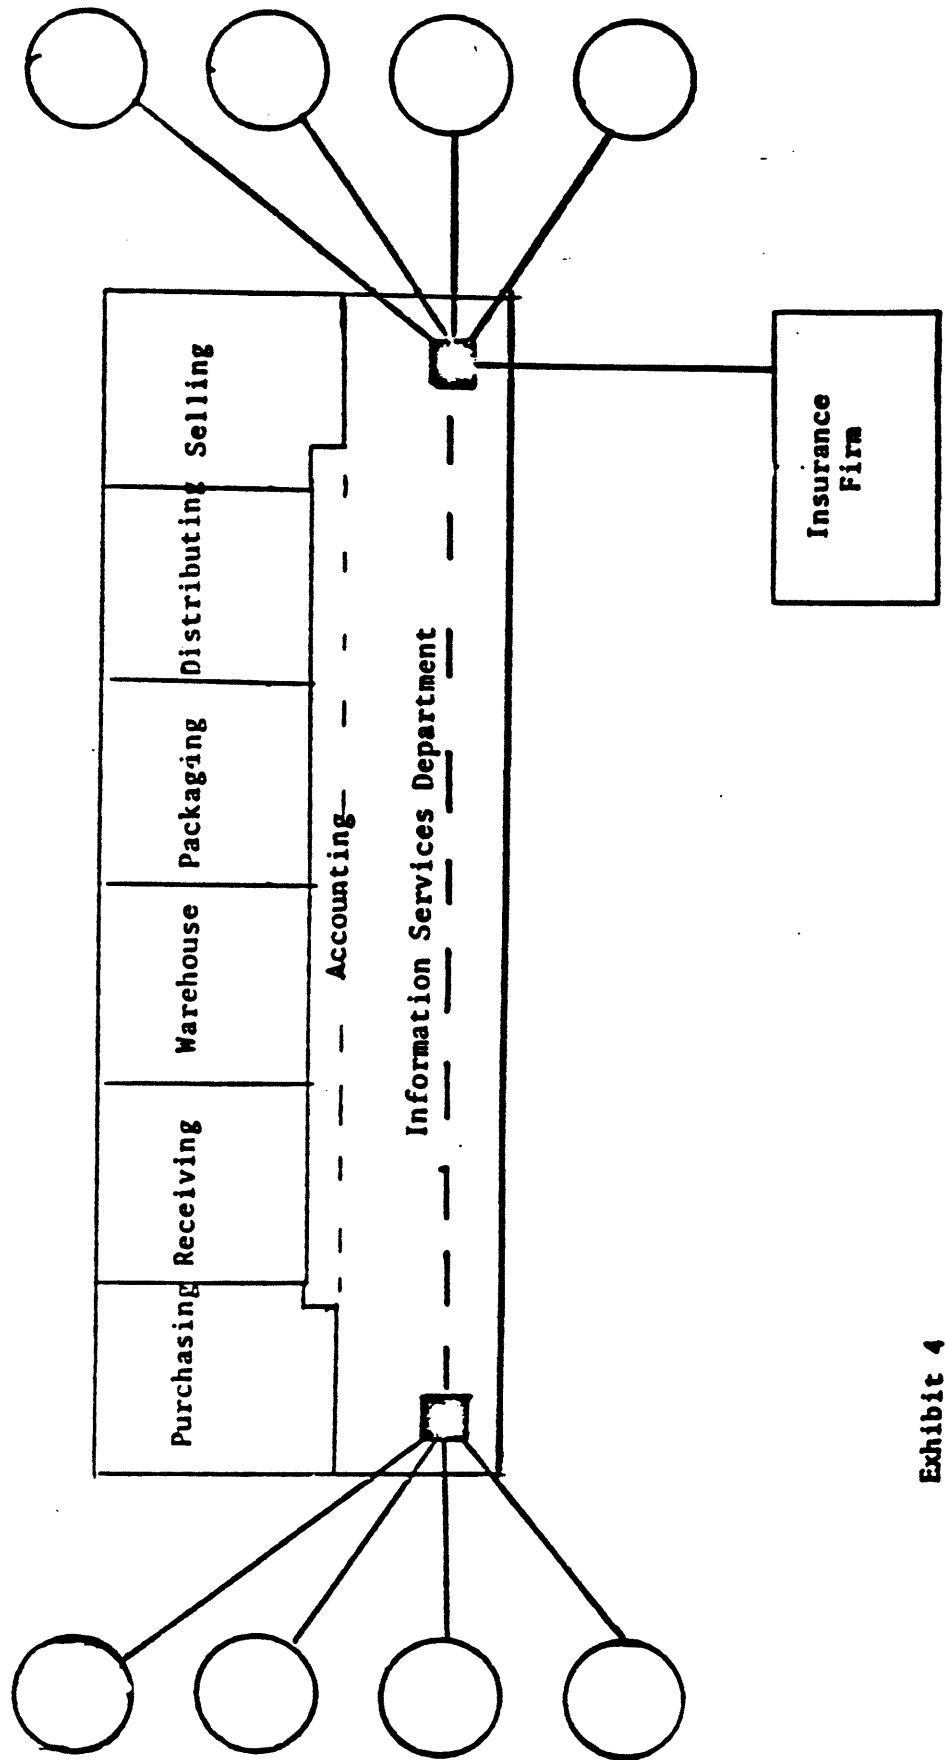 Purchasing
Receiving
Warehouse
Packaging
Distributing
Selling
Accounting
Information Services Department
Insurance
Firm
Exhibit 4